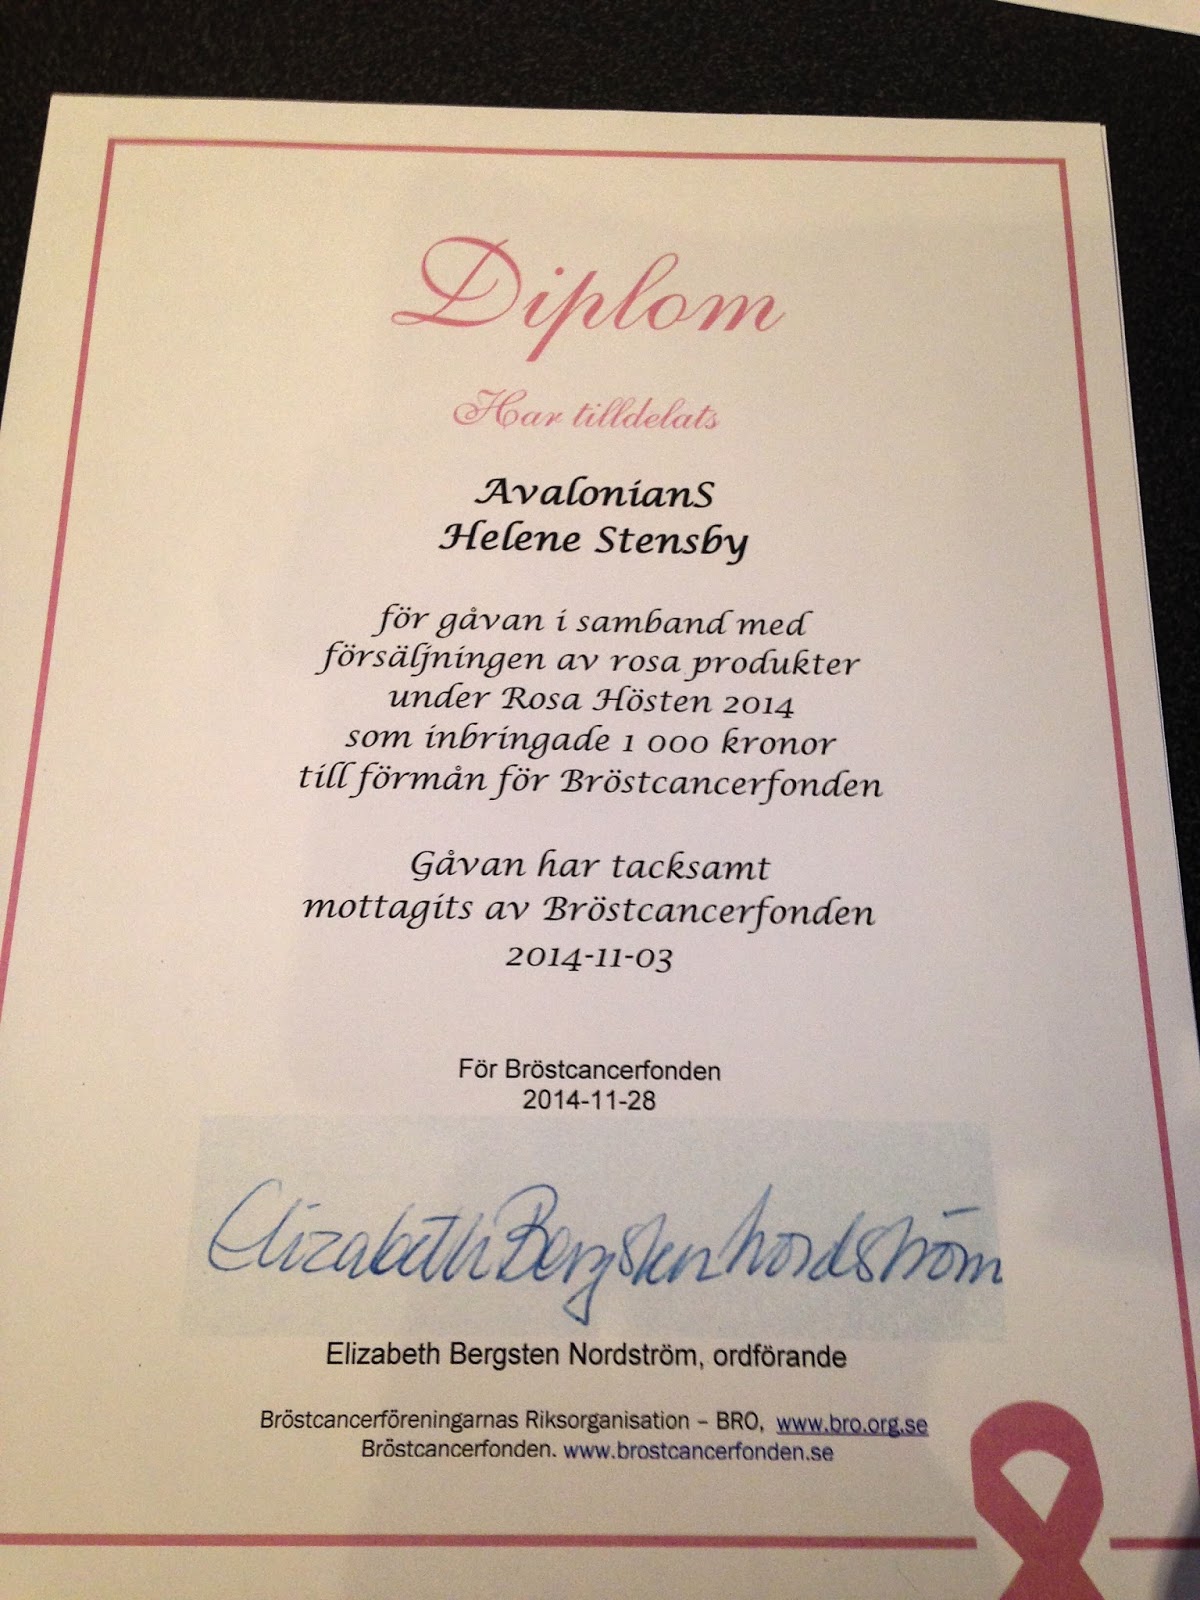 Diplom
Har tilldelats
AvalonianS
Helene Stensby
för gåvan i samband med
försäljningen av rosa produkter
under Rosa Hösten 2014
som inbringade 1 000 kronor
till förmån för Bröstcancerfonden
Gåvan har tacksamt
mottagits av Bröstcancerfonden
2014-11-03
För Bröstcancerfonden
2014-11-28
Elizabeth Bergsten Nordström
Elizabeth Bergsten Nordström, ordförande
Bröstcancerföreningarnas Riksorganisation – BRO, www.bro.org.se
Bröstcancerfonden. www.brostcancerfonden.se